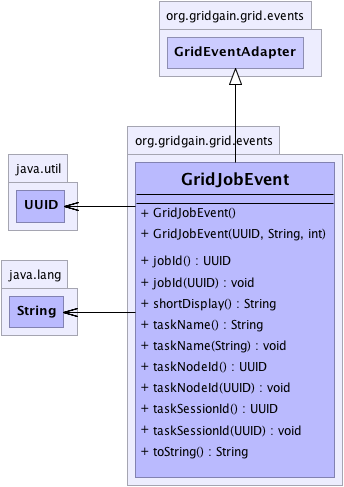 org.gridgain.grid.events
GridEventAdapter
org.gridgain.grid.events
java.util
UUID
java.lang
String
GridJobEvent
+ GridJobEvent()
+ GridJobEvent(UUID, String, int)
+ jobId() : UUID
+ jobId(UUID) : void
+ shortDisplay() : String
+ taskName() : String
+ taskName(String) : void
+ taskNodeId() : UUID
+ taskNodeId(UUID) : void
+ taskSessionId() : UUID
+ taskSessionId(UUID) : void
+ toString() : String